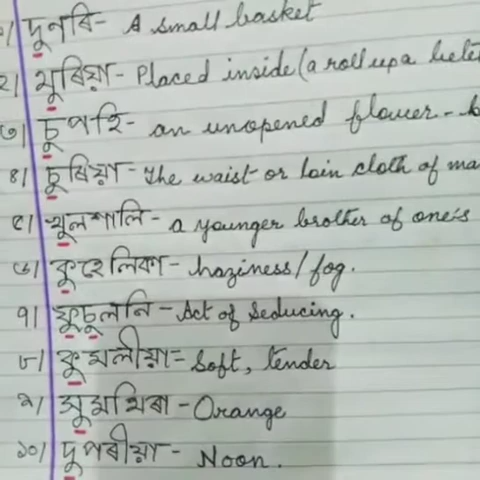 দুনৰি- A small basket
২/ থুৰিয়া- Placed inside (a roll up a
৩/ চুপহি- an unopened flower -
৪/ চুৰিয়া- The waist or loin cloth of
৫/ খুলশালি- a younger brother of one's
৬/ কুহেলিকা- haziness/fog.
৭/ ফুচুলনি- Act of Seducing.
৮/ কুমলীয়া- Soft, tender
৯/ সুমথিৰা- Orange
১০/ দুপৰীয়া- Noon.